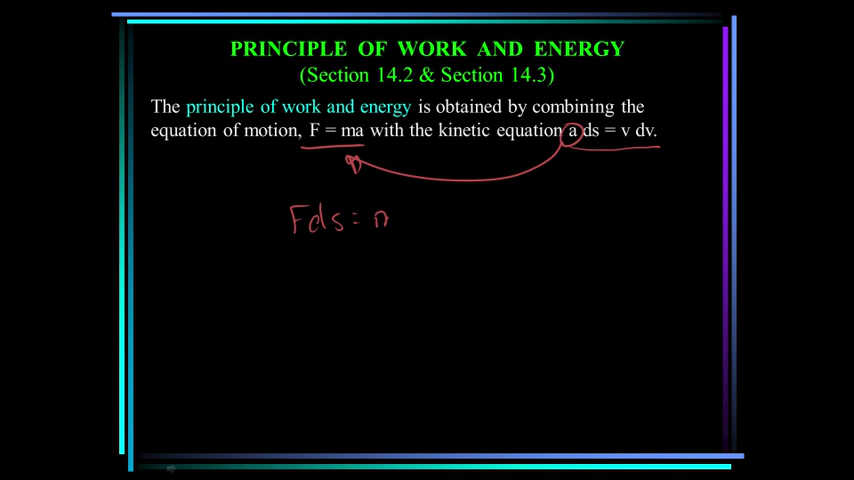 PRINCIPLE OF WORK AND ENERGY
(Section 14.2 & Section 14.3)
The principle of work and energy is obtained by combining the
equation of motion, F = ma with the kinetic equation a ds = v dv.
Fds = n